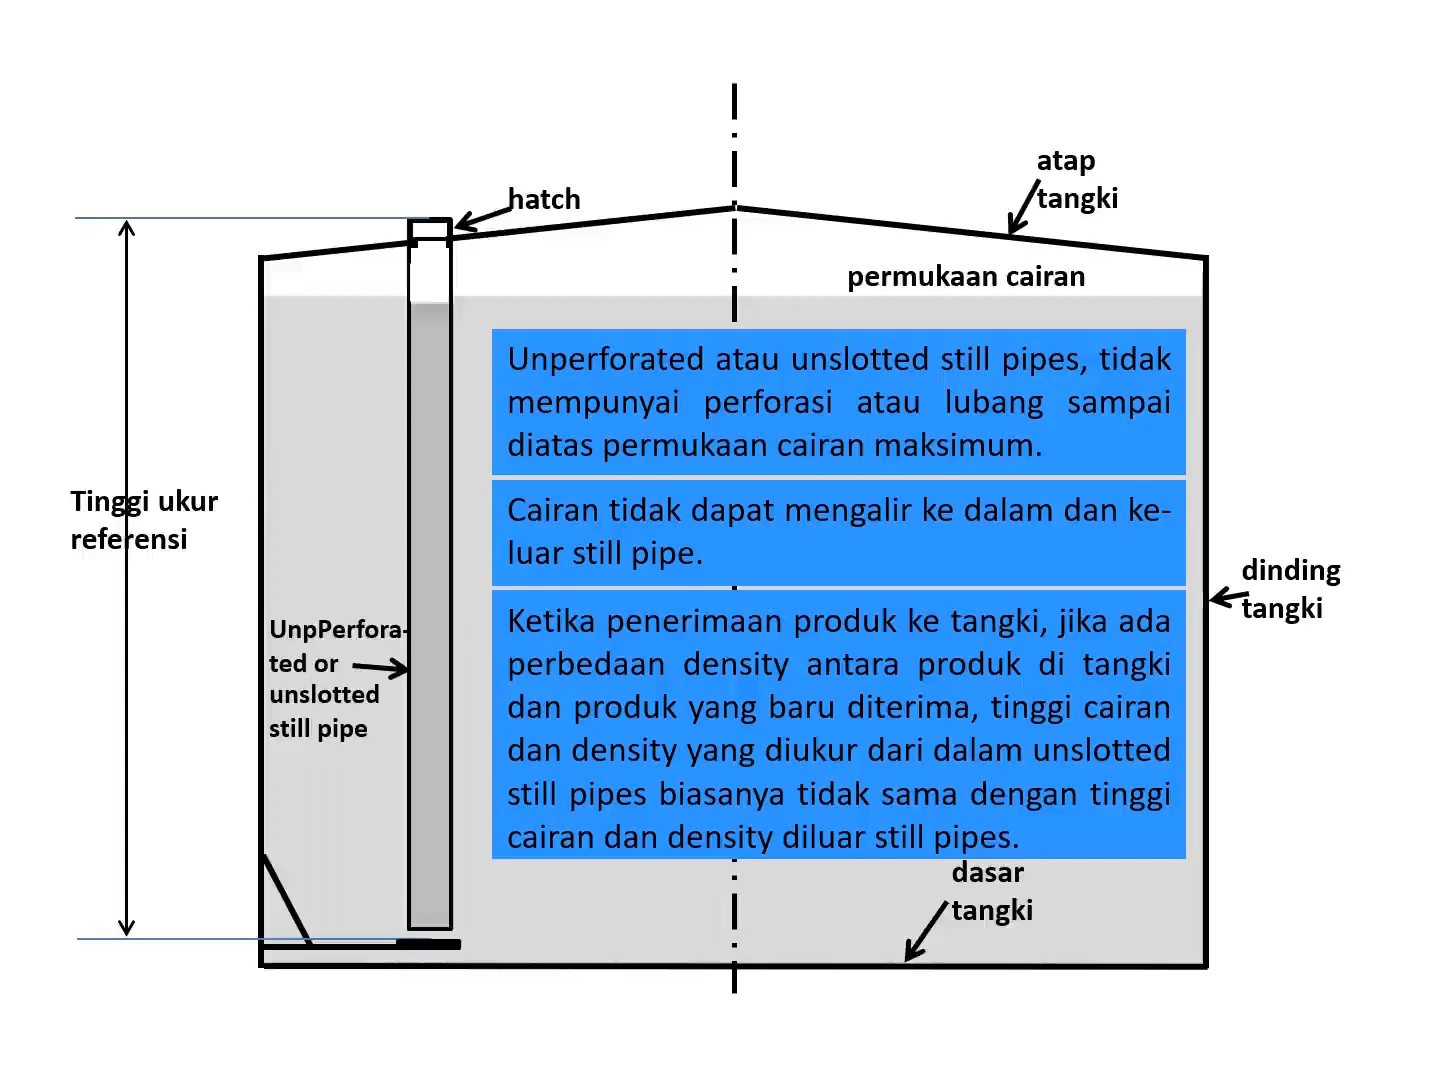 atap
tangki
hatch
permukaan cairan
Unperforated atau unslotted still pipes, tidak
mempunyai perforasi atau lubang sampai
diatas permukaan cairan maksimum.
Cairan tidak dapat mengalir ke dalam dan ke-
luar still pipe.
Tinggi ukur
referensi
dinding
tangki
UnpPerfora-
ted or
unslotted
still pipe
Ketika penerimaan produk ke tangki, jika ada
perbedaan density antara produk di tangki
dan produk yang baru diterima, tinggi cairan
dan density yang diukur dari dalam unslotted
still pipes biasanya tidak sama dengan tinggi
cairan dan density diluar still pipes.
dasar
tangki